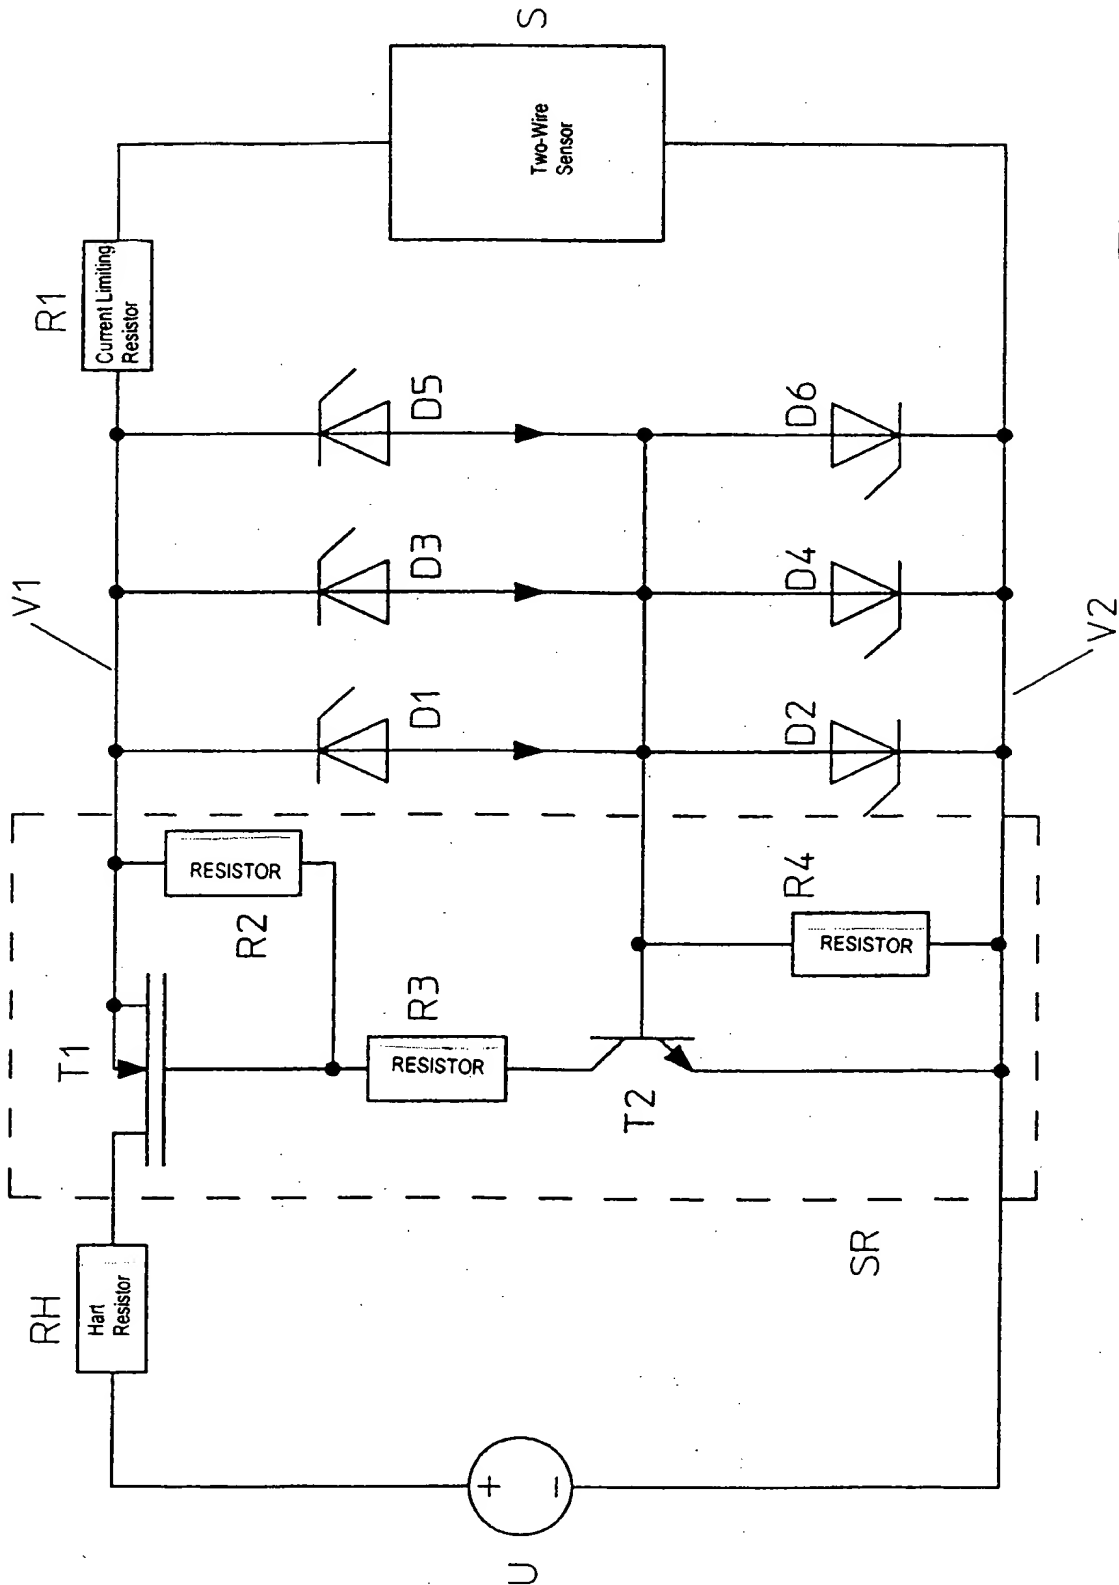 U
+
−
RH
Hart
Resistor
SR
T1
R2
RESISTOR
R3
RESISTOR
T2
R4
RESISTOR
V1
V2
D1
D2
D3
D4
D5
D6
R1
Current Limiting
Resistor
Two-Wire
Sensor
S